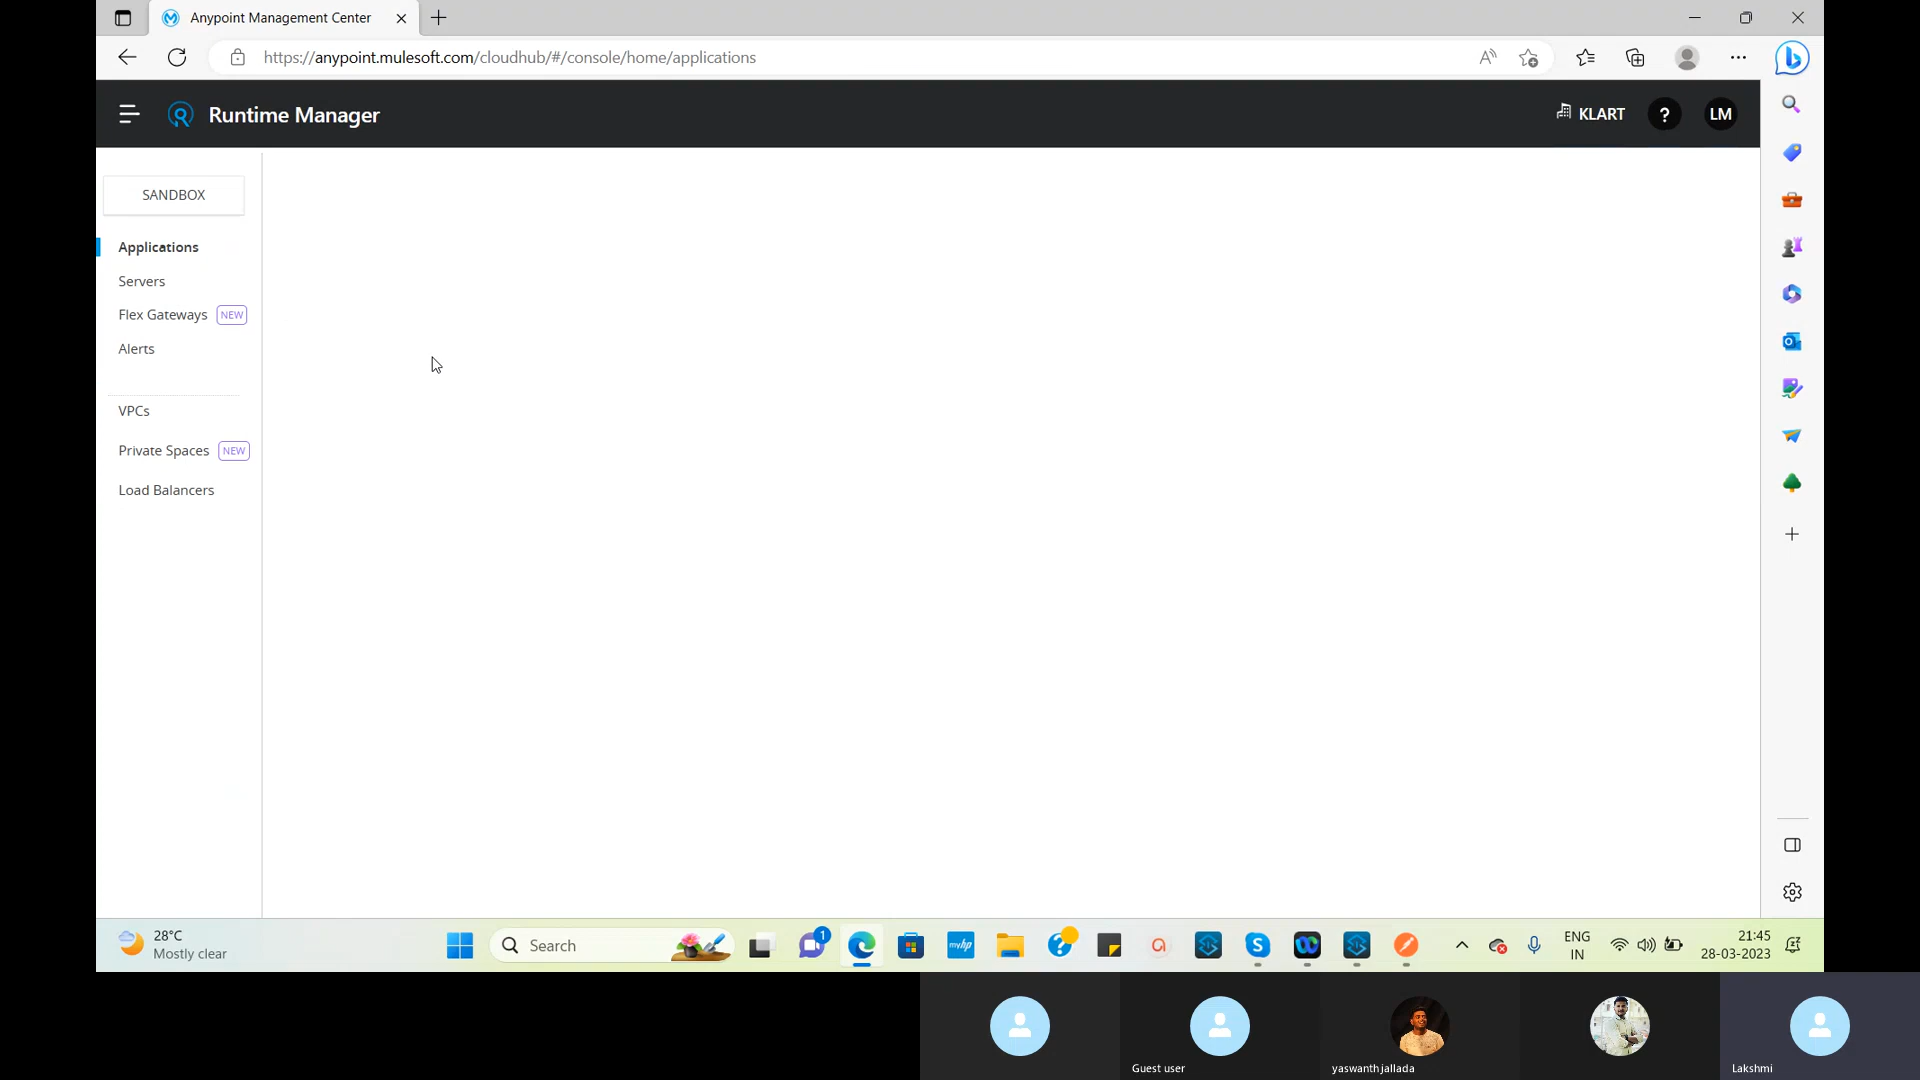 Anypoint Management Center
https://anypoint.mulesoft.com/cloudhub/#/console/home/applications
Runtime Manager
KLART
?
LM
SANDBOX
Applications
Servers
Flex Gateways NEW
Alerts
VPCs
Private Spaces NEW
Load Balancers
28°C
Mostly clear
Search
1
myhp
ENG
IN
21:45
28-03-2023
Guest user
yaswanth jallada
Lakshmi